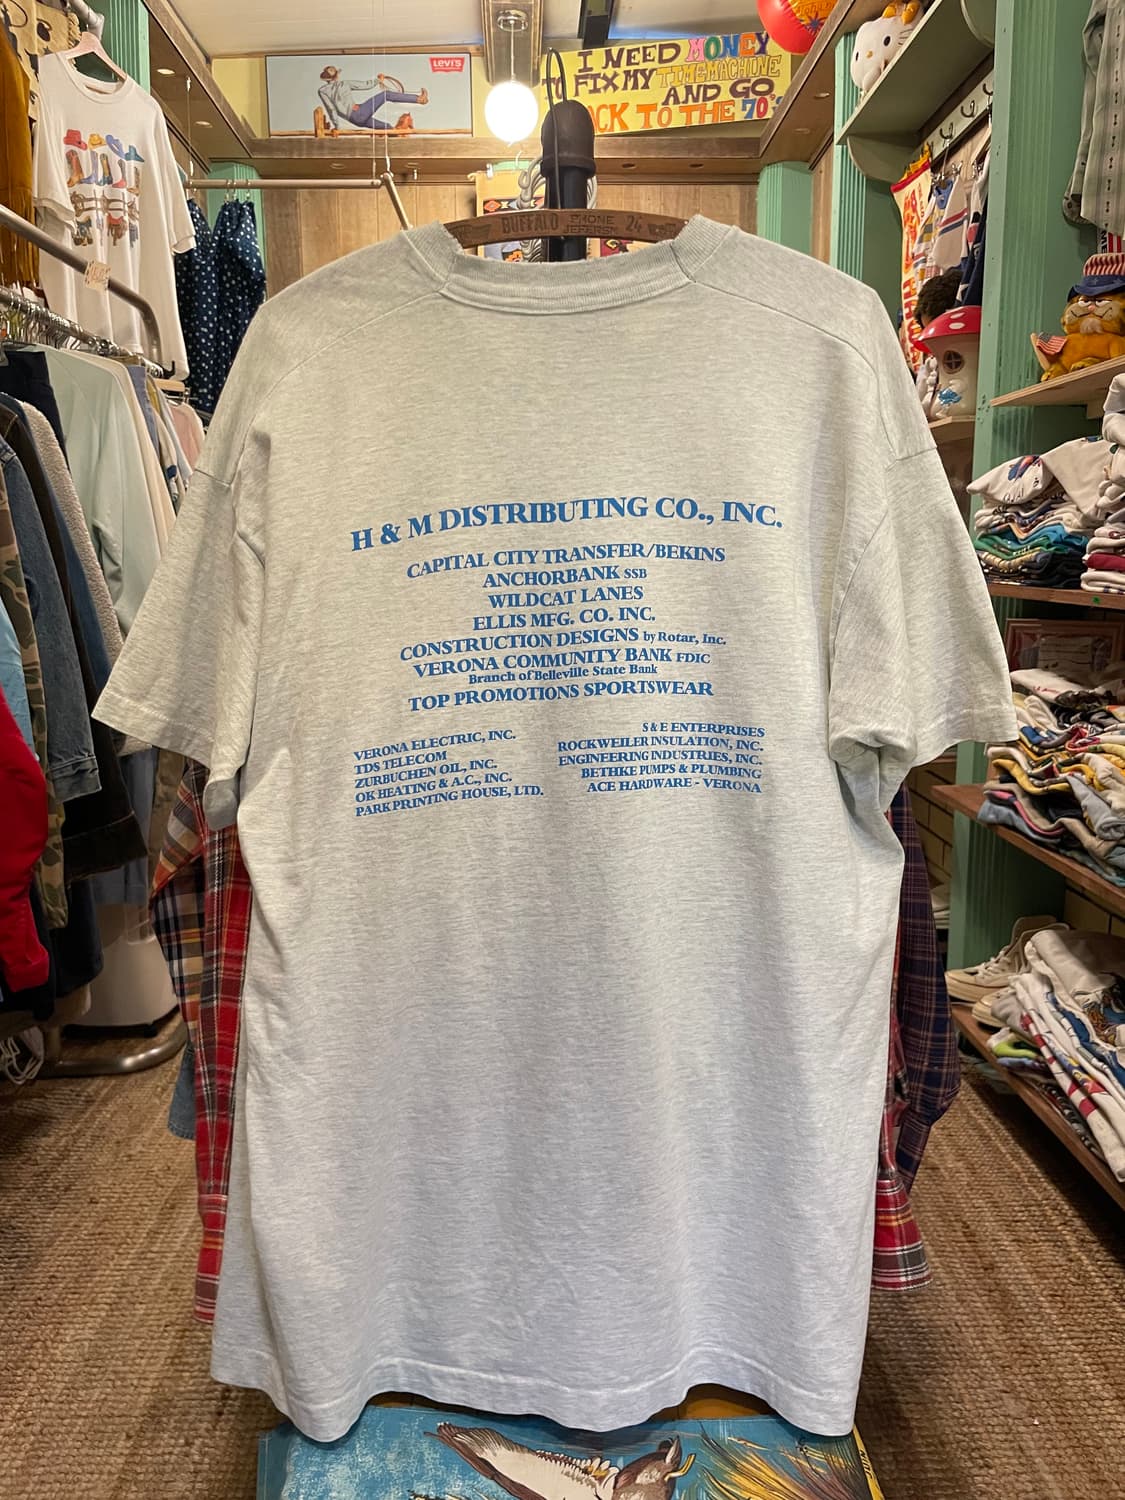 LEVI'S
I NEED MONEY
TO FIX MY TIME MACHINE
AND GO
BACK TO THE 70's
BUFFALO PHONE 24
H & M DISTRIBUTING CO., INC.
CAPITAL CITY TRANSFER/BEKINS
ANCHORBANK SSB
WILDCAT LANES
ELLIS MFG. CO. INC.
CONSTRUCTION DESIGNS by Rotar, Inc.
VERONA COMMUNITY BANK FDIC
Branch of Belleville State Bank
TOP PROMOTIONS SPORTSWEAR
VERONA ELECTRIC, INC.
TDS TELECOM
ZURBUCHEN OIL, INC.
OK HEATING & A.C., INC.
PARK PRINTING HOUSE, LTD.
S & E ENTERPRISES
ROCKWEILER INSULATION, INC.
ENGINEERING INDUSTRIES, INC.
BETHKE PUMPS & PLUMBING
ACE HARDWARE - VERONA